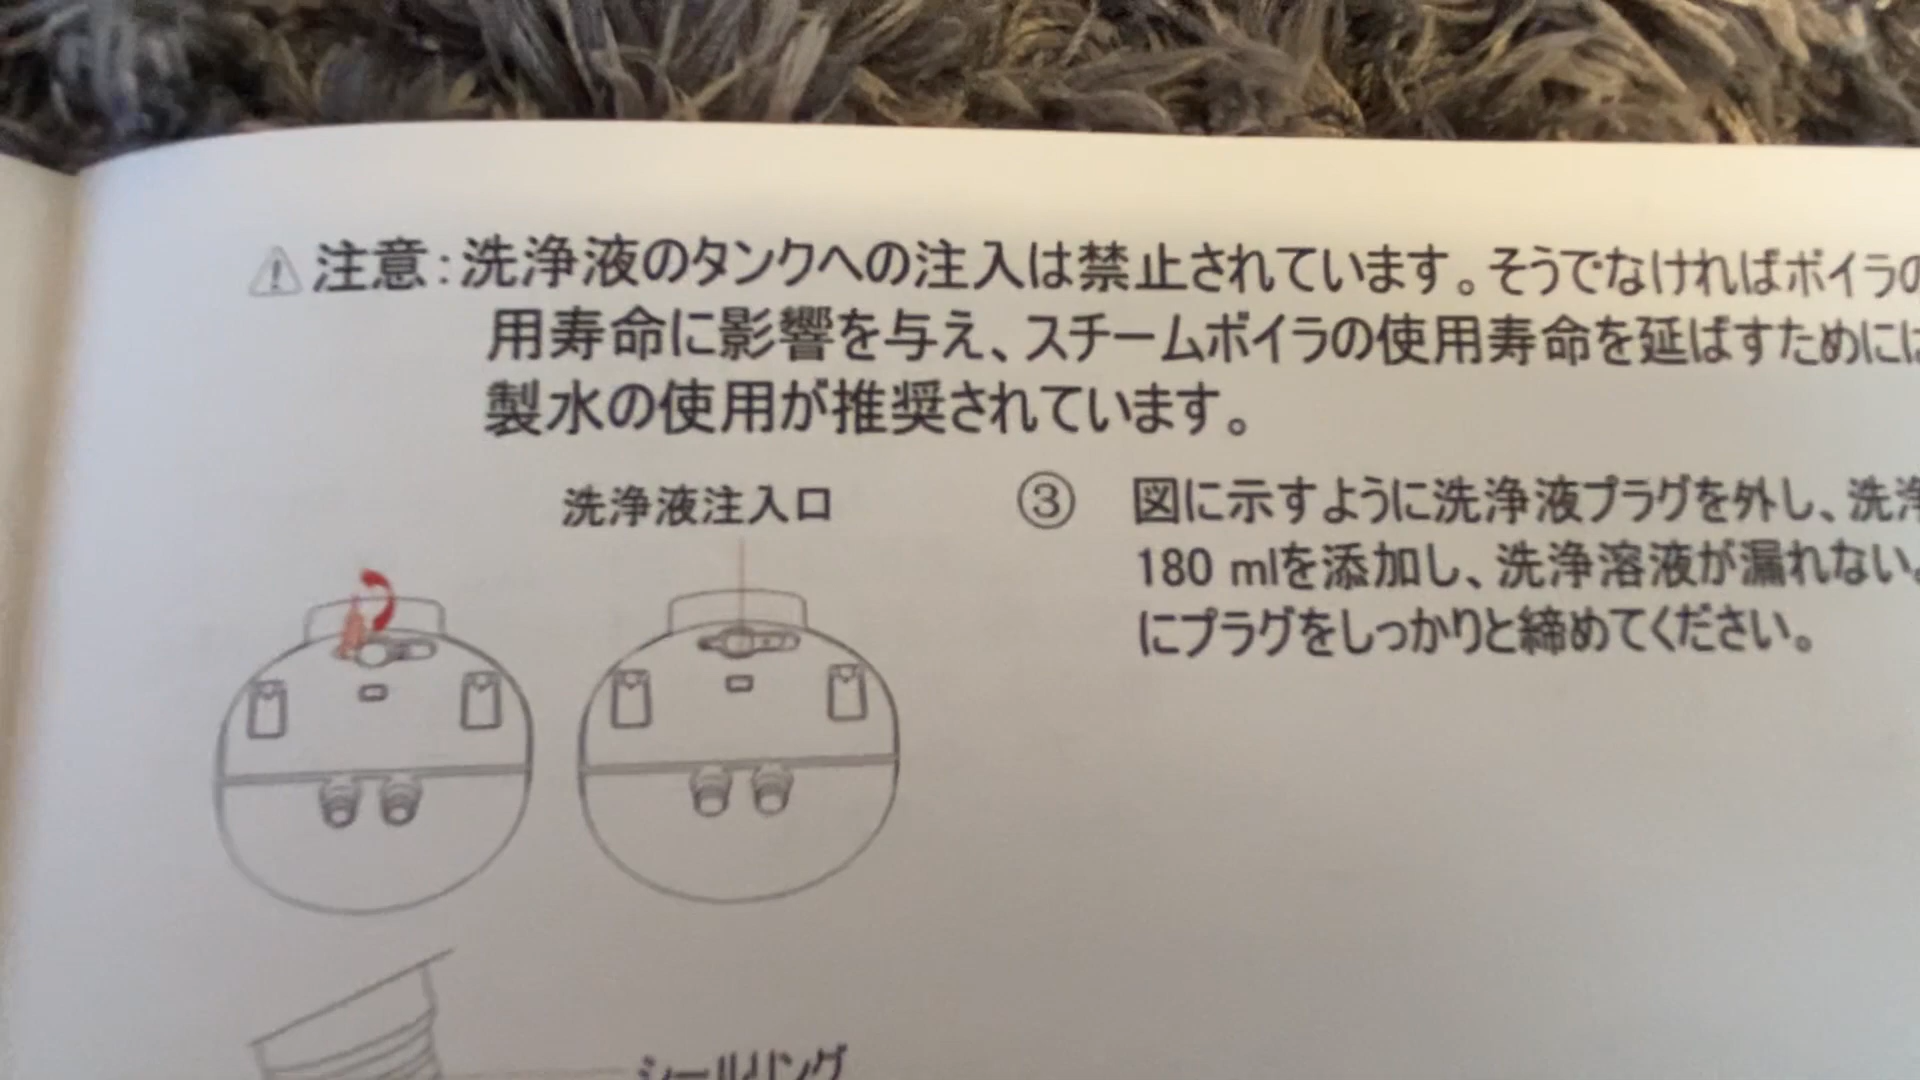 注意:洗浄液のタンクへの注入は禁止されています。そうでなければボイラの
用寿命に影響を与え、スチームボイラの使用寿命を延ばすためには
製水の使用が推奨されています。
洗浄液注入口
③ 図に示すように洗浄液プラグを外し、洗浄
180 mlを添加し、洗浄溶液が漏れない
にプラグをしっかりと締めてください。
シールリング